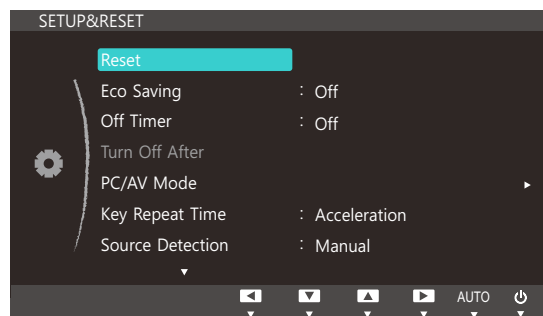 SETUP&RESET
Reset
Eco Saving : Off
Off Timer : Off
Turn Off After
PC/AV Mode
Key Repeat Time : Acceleration
Source Detection : Manual
AUTO